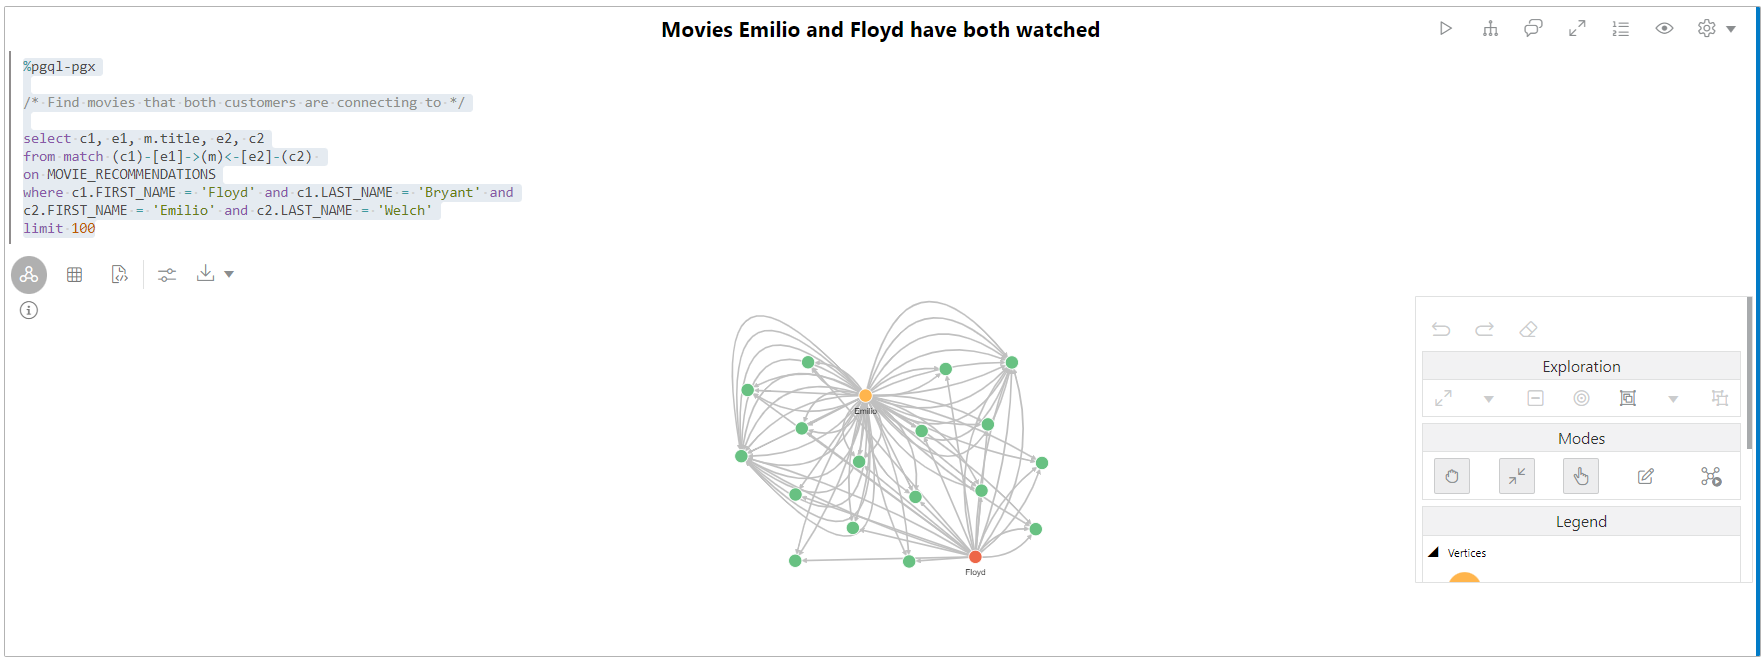 Movies Emilio and Floyd have both watched
%pgql-pgx
/* Find movies that both customers are connecting to */
select c1, e1, m.title, e2, c2
from match (c1)-[e1]->(m)<-[e2]-(c2)
on MOVIE_RECOMMENDATIONS
where c1.FIRST_NAME = 'Floyd' and c1.LAST_NAME = 'Bryant' and
c2.FIRST_NAME = 'Emilio' and c2.LAST_NAME = 'Welch'
limit 100
Emilio
Floyd
Exploration
Modes
Legend
Vertices